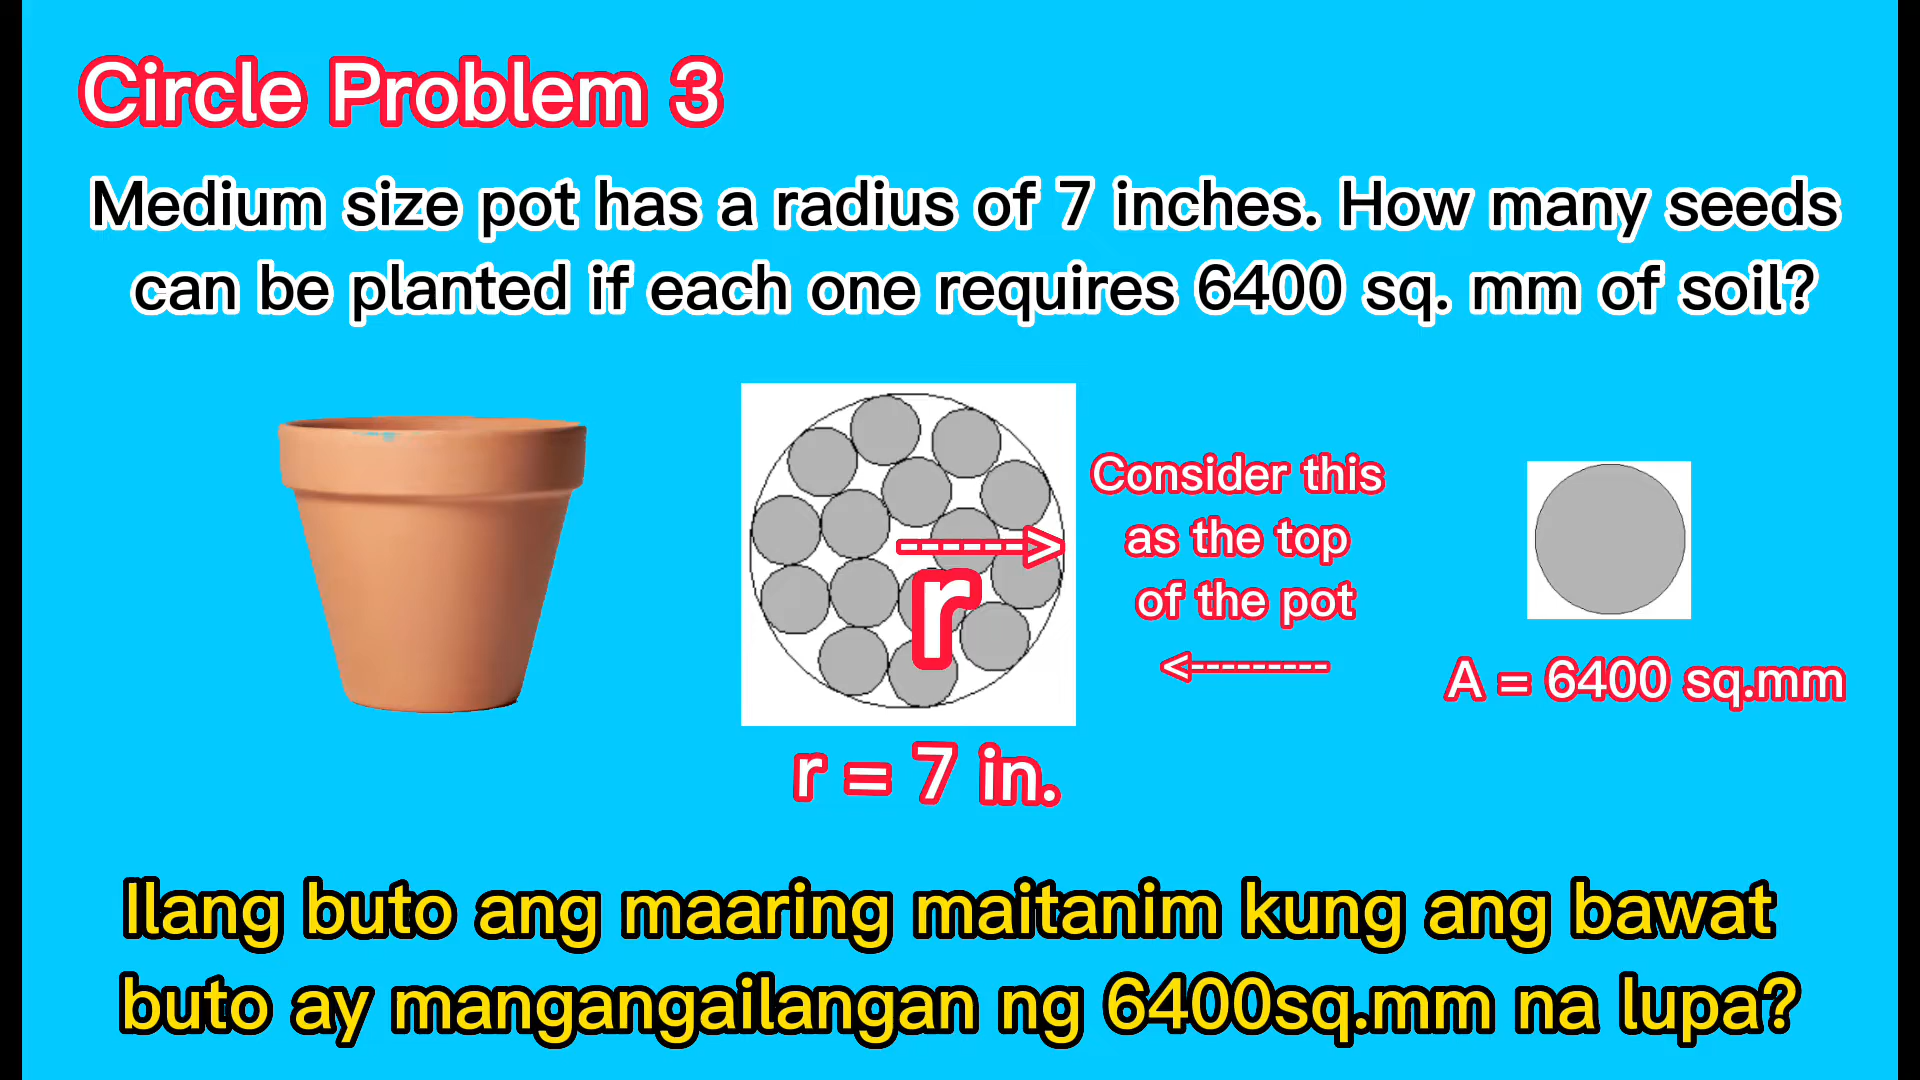 Circle Problem 3
Medium size pot has a radius of 7 inches. How many seeds
can be planted if each one requires 6400 sq. mm of soil?
Consider this
as the top
of the pot
<---------
r
r = 7 in.
A = 6400 sq.mm
Ilang buto ang maaring maitanim kung ang bawat
buto ay mangangailangan ng 6400sq.mm na lupa?